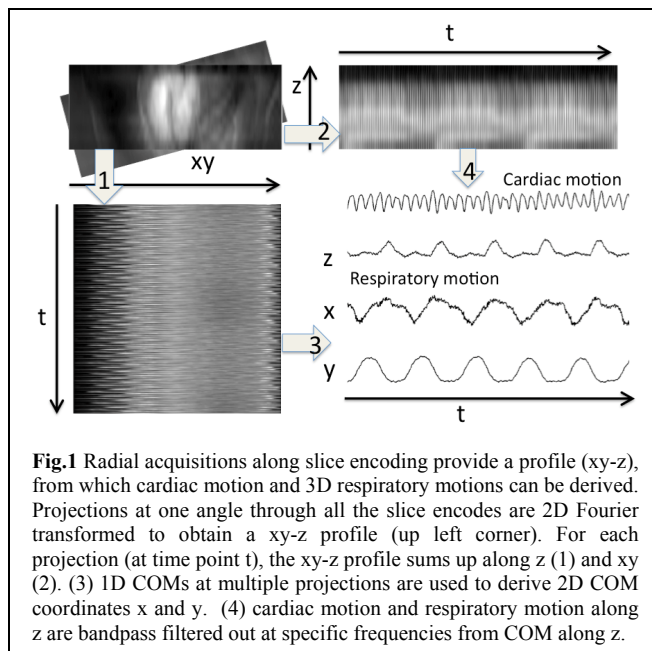 t
z
2
xy
1
4
Cardiac motion
z
Respiratory motion
t
x
3
y
t
Fig.1 Radial acquisitions along slice encoding provide a profile (xy-z),
from which cardiac motion and 3D respiratory motions can be derived.
Projections at one angle through all the slice encodes are 2D Fourier
transformed to obtain a xy-z profile (up left corner). For each
projection (at time point t), the xy-z profile sums up along z (1) and xy
(2). (3) 1D COMs at multiple projections are used to derive 2D COM
coordinates x and y. (4) cardiac motion and respiratory motion along
z are bandpass filtered out at specific frequencies from COM along z.